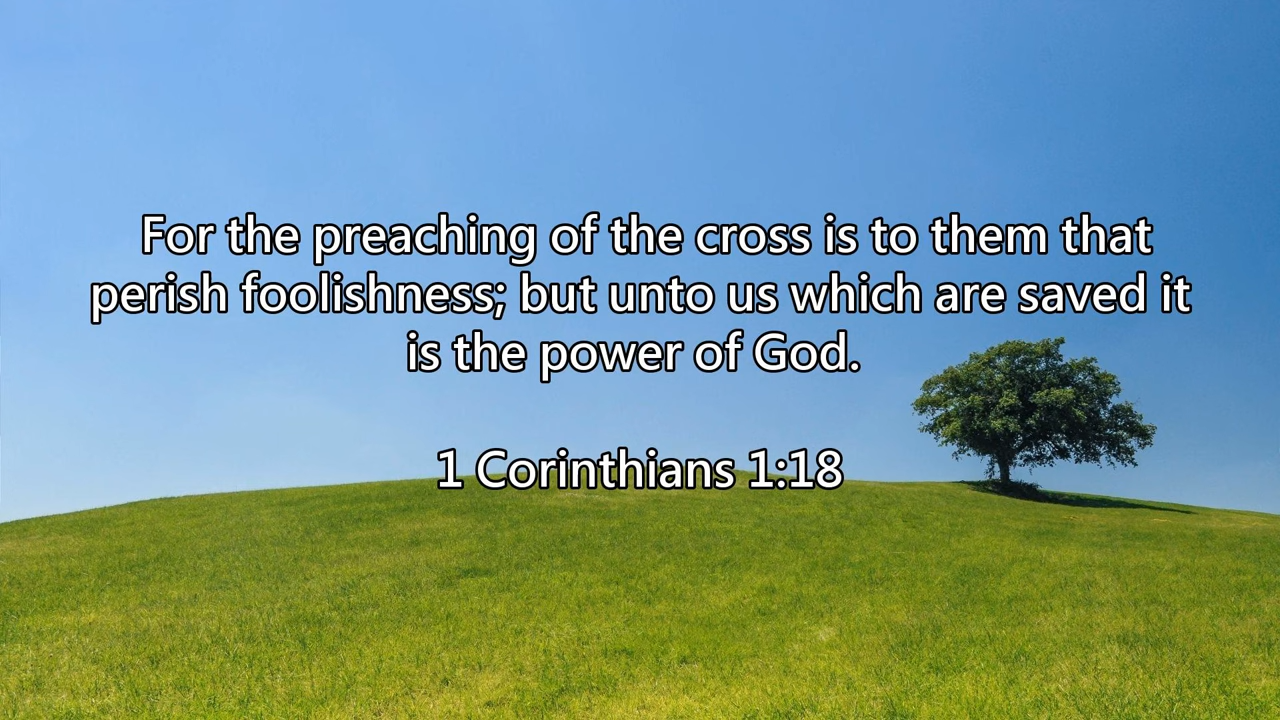 For the preaching of the cross is to them that
perish foolishness; but unto us which are saved it
is the power of God.
1 Corinthians 1:18